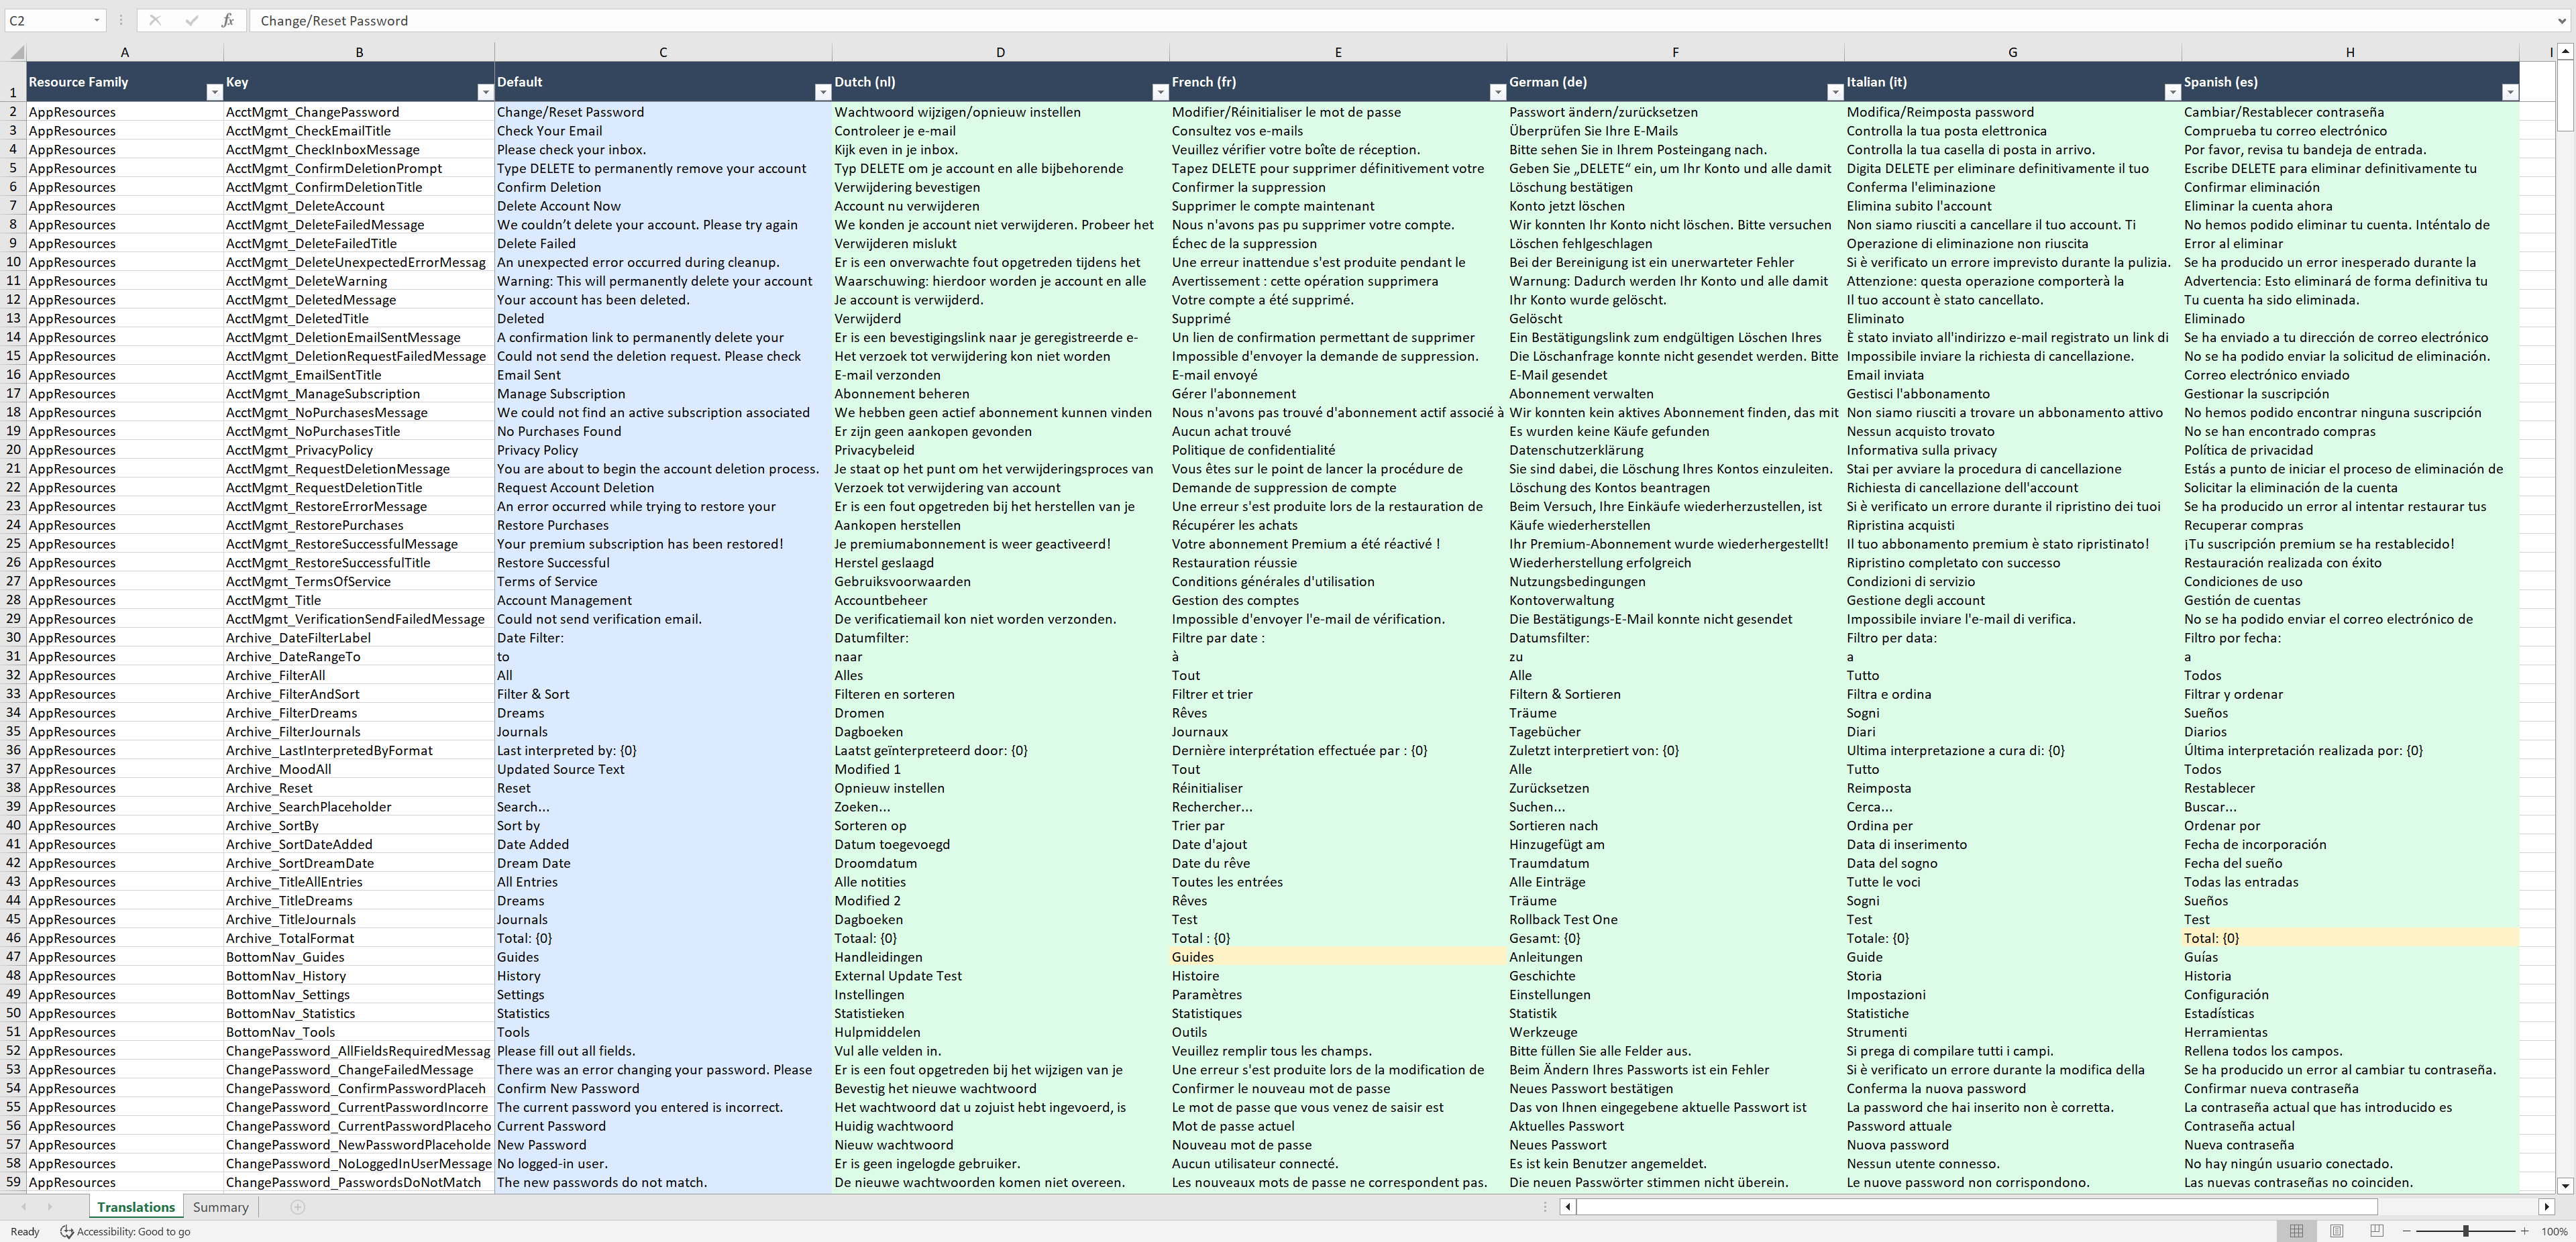 C2 fx Change/Reset Password
A B C D E F G H I
1 Resource Family Key Default Dutch (nl) French (fr) German (de) Italian (it) Spanish (es)
2 AppResources AcctMgmt_ChangePassword Change/Reset Password Wachtwoord wijzigen/opnieuw instellen Modifier/Réinitialiser le mot de passe Passwort ändern/zurücksetzen Modifica/Reimposta password Cambiar/Restablecer contraseña
3 AppResources AcctMgmt_CheckEmailTitle Check Your Email Controleer je e-mail Consultez vos e-mails Überprüfen Sie Ihre E-Mails Controlla la tua posta elettronica Comprueba tu correo electrónico
4 AppResources AcctMgmt_CheckInboxMessage Please check your inbox. Kijk even in je inbox. Veuillez vérifier votre boîte de réception. Bitte sehen Sie in Ihrem Posteingang nach. Controlla la tua casella di posta in arrivo. Por favor, revisa tu bandeja de entrada.
5 AppResources AcctMgmt_ConfirmDeletionPrompt Type DELETE to permanently remove your account Typ DELETE om je account en alle bijbehorende Tapez DELETE pour supprimer définitivement votre Geben Sie „DELETE“ ein, um Ihr Konto und alle damit Digita DELETE per eliminare definitivamente il tuo Escribe DELETE para eliminar definitivamente tu
6 AppResources AcctMgmt_ConfirmDeletionTitle Confirm Deletion Verwijdering bevestigen Confirmer la suppression Löschung bestätigen Conferma l'eliminazione Confirmar eliminación
7 AppResources AcctMgmt_DeleteAccount Delete Account Now Account nu verwijderen Supprimer le compte maintenant Konto jetzt löschen Elimina subito l'account Eliminar la cuenta ahora
8 AppResources AcctMgmt_DeleteFailedMessage We couldn’t delete your account. Please try again We konden je account niet verwijderen. Probeer het Nous n'avons pas pu supprimer votre compte. Wir konnten Ihr Konto nicht löschen. Bitte versuchen Non siamo riusciti a cancellare il tuo account. Ti No hemos podido eliminar tu cuenta. Inténtalo de
9 AppResources AcctMgmt_DeleteFailedTitle Delete Failed Verwijderen mislukt Échec de la suppression Löschen fehlgeschlagen Operazione di eliminazione non riuscita Error al eliminar
10 AppResources AcctMgmt_DeleteUnexpectedErrorMessag An unexpected error occurred during cleanup. Er is een onverwachte fout opgetreden tijdens het Une erreur inattendue s'est produite pendant le Bei der Bereinigung ist ein unerwarteter Fehler Si è verificato un errore imprevisto durante la pulizia. Se ha producido un error inesperado durante la
11 AppResources AcctMgmt_DeleteWarning Warning: This will permanently delete your account Waarschuwing: hierdoor worden je account en alle Avertissement : cette opération supprimera Warnung: Dadurch werden Ihr Konto und alle damit Attenzione: questa operazione comporterà la Advertencia: Esto eliminará de forma definitiva tu
12 AppResources AcctMgmt_DeletedMessage Your account has been deleted. Je account is verwijderd. Votre compte a été supprimé. Ihr Konto wurde gelöscht. Il tuo account è stato cancellato. Tu cuenta ha sido eliminada.
13 AppResources AcctMgmt_DeletedTitle Deleted Verwijderd Supprimé Gelöscht Eliminato Eliminado
14 AppResources AcctMgmt_DeletionEmailSentMessage A confirmation link to permanently delete your Er is een bevestigingslink naar je geregistreerde e- Un lien de confirmation permettant de supprimer Ein Bestätigungslink zum endgültigen Löschen Ihres È stato inviato all'indirizzo e-mail registrato un link di Se ha enviado a tu dirección de correo electrónico
15 AppResources AcctMgmt_DeletionRequestFailedMessage Could not send the deletion request. Please check Het verzoek tot verwijdering kon niet worden Impossible d'envoyer la demande de suppression. Die Löschanfrage konnte nicht gesendet werden. Bitte Impossibile inviare la richiesta di cancellazione. No se ha podido enviar la solicitud de eliminación.
16 AppResources AcctMgmt_EmailSentTitle Email Sent E-mail verzonden E-mail envoyé E-Mail gesendet Email inviata Correo electrónico enviado
17 AppResources AcctMgmt_ManageSubscription Manage Subscription Abonnement beheren Gérer l'abonnement Abonnement verwalten Gestisci l'abbonamento Gestionar la suscripción
18 AppResources AcctMgmt_NoPurchasesMessage We could not find an active subscription associated We hebben geen actief abonnement kunnen vinden Nous n'avons pas trouvé d'abonnement actif associé à Wir konnten kein aktives Abonnement finden, das mit Non siamo riusciti a trovare un abbonamento attivo No hemos podido encontrar ninguna suscripción
19 AppResources AcctMgmt_NoPurchasesTitle No Purchases Found Er zijn geen aankopen gevonden Aucun achat trouvé Es wurden keine Käufe gefunden Nessun acquisto trovato No se han encontrado compras
20 AppResources AcctMgmt_PrivacyPolicy Privacy Policy Privacybeleid Politique de confidentialité Datenschutzerklärung Informativa sulla privacy Política de privacidad
21 AppResources AcctMgmt_RequestDeletionMessage You are about to begin the account deletion process. Je staat op het punt om het verwijderingsproces van Vous êtes sur le point de lancer la procédure de Sie sind dabei, die Löschung Ihres Kontos einzuleiten. Stai per avviare la procedura di cancellazione Estás a punto de iniciar el proceso de eliminación de
22 AppResources AcctMgmt_RequestDeletionTitle Request Account Deletion Verzoek tot verwijdering van account Demande de suppression de compte Löschung des Kontos beantragen Richiesta di cancellazione dell'account Solicitar la eliminación de la cuenta
23 AppResources AcctMgmt_RestoreErrorMessage An error occurred while trying to restore your Er is een fout opgetreden bij het herstellen van je Une erreur s'est produite lors de la restauration de Beim Versuch, Ihre Einkäufe wiederherzustellen, ist Si è verificato un errore durante il ripristino dei tuoi Se ha producido un error al intentar restaurar tus
24 AppResources AcctMgmt_RestorePurchases Restore Purchases Aankopen herstellen Récupérer les achats Käufe wiederherstellen Ripristina acquisti Recuperar compras
25 AppResources AcctMgmt_RestoreSuccessfulMessage Your premium subscription has been restored! Je premiumabonnement is weer geactiveerd! Votre abonnement Premium a été réactivé ! Ihr Premium-Abonnement wurde wiederhergestellt! Il tuo abbonamento premium è stato ripristinato! ¡Tu suscripción premium se ha restablecido!
26 AppResources AcctMgmt_RestoreSuccessfulTitle Restore Successful Herstel geslaagd Restauration réussie Wiederherstellung erfolgreich Ripristino completato con successo Restauración realizada con éxito
27 AppResources AcctMgmt_TermsOfService Terms of Service Gebruiksvoorwaarden Conditions générales d'utilisation Nutzungsbedingungen Condizioni di servizio Condiciones de uso
28 AppResources AcctMgmt_Title Account Management Accountbeheer Gestion des comptes Kontoverwaltung Gestione degli account Gestión de cuentas
29 AppResources AcctMgmt_VerificationSendFailedMessage Could not send verification email. De verificatiemail kon niet worden verzonden. Impossible d'envoyer l'e-mail de vérification. Die Bestätigungs-E-Mail konnte nicht gesendet Impossibile inviare l'e-mail di verifica. No se ha podido enviar el correo electrónico de
30 AppResources Archive_DateFilterLabel Date Filter: Datumfilter: Filtre par date : Datumsfilter: Filtro per data: Filtro por fecha:
31 AppResources Archive_DateRangeTo to naar à zu a a
32 AppResources Archive_FilterAll All Alles Tout Alle Tutto Todos
33 AppResources Archive_FilterAndSort Filter & Sort Filteren en sorteren Filtrer et trier Filtern & Sortieren Filtra e ordina Filtrar y ordenar
34 AppResources Archive_FilterDreams Dreams Dromen Rêves Träume Sogni Sueños
35 AppResources Archive_FilterJournals Journals Dagboeken Journaux Tagebücher Diari Diarios
36 AppResources Archive_LastInterpretedByFormat Last interpreted by: {0} Laatst geïnterpreteerd door: {0} Dernière interprétation effectuée par : {0} Zuletzt interpretiert von: {0} Ultima interpretazione a cura di: {0} Última interpretación realizada por: {0}
37 AppResources Archive_MoodAll Updated Source Text Modified 1 Tout Alle Tutto Todos
38 AppResources Archive_Reset Reset Opnieuw instellen Réinitialiser Zurücksetzen Reimposta Restablecer
39 AppResources Archive_SearchPlaceholder Search... Zoeken... Rechercher... Suchen... Cerca... Buscar...
40 AppResources Archive_SortBy Sort by Sorteren op Trier par Sortieren nach Ordina per Ordenar por
41 AppResources Archive_SortDateAdded Date Added Datum toegevoegd Date d'ajout Hinzugefügt am Data di inserimento Fecha de incorporación
42 AppResources Archive_SortDreamDate Dream Date Droomdatum Date du rêve Traumdatum Data del sogno Fecha del sueño
43 AppResources Archive_TitleAllEntries All Entries Alle notities Toutes les entrées Alle Einträge Tutte le voci Todas las entradas
44 AppResources Archive_TitleDreams Dreams Modified 2 Rêves Träume Sogni Sueños
45 AppResources Archive_TitleJournals Journals Dagboeken Test Rollback Test One Test Test
46 AppResources Archive_TotalFormat Total: {0} Totaal: {0} Total : {0} Gesamt: {0} Totale: {0} Total: {0}
47 AppResources BottomNav_Guides Guides Handleidingen Guides Anleitungen Guide Guías
48 AppResources BottomNav_History History External Update Test Histoire Geschichte Storia Historia
49 AppResources BottomNav_Settings Settings Instellingen Paramètres Einstellungen Impostazioni Configuración
50 AppResources BottomNav_Statistics Statistics Statistieken Statistiques Statistik Statistiche Estadísticas
51 AppResources BottomNav_Tools Tools Hulpmiddelen Outils Werkzeuge Strumenti Herramientas
52 AppResources ChangePassword_AllFieldsRequiredMessag Please fill out all fields. Vul alle velden in. Veuillez remplir tous les champs. Bitte füllen Sie alle Felder aus. Si prega di compilare tutti i campi. Rellena todos los campos.
53 AppResources ChangePassword_ChangeFailedMessage There was an error changing your password. Please Er is een fout opgetreden bij het wijzigen van je Une erreur s'est produite lors de la modification de Beim Ändern Ihres Passworts ist ein Fehler Si è verificato un errore durante la modifica della Se ha producido un error al cambiar tu contraseña.
54 AppResources ChangePassword_ConfirmPasswordPlaceh Confirm New Password Bevestig het nieuwe wachtwoord Confirmer le nouveau mot de passe Neues Passwort bestätigen Conferma la nuova password Confirmar nueva contraseña
55 AppResources ChangePassword_CurrentPasswordIncorre The current password you entered is incorrect. Het wachtwoord dat u zojuist hebt ingevoerd, is Le mot de passe que vous venez de saisir est Das von Ihnen eingegebene aktuelle Passwort ist La password che hai inserito non è corretta. La contraseña actual que has introducido es
56 AppResources ChangePassword_CurrentPasswordPlaceho Current Password Huidig wachtwoord Mot de passe actuel Aktuelles Passwort Password attuale Contraseña actual
57 AppResources ChangePassword_NewPasswordPlaceholde New Password Nieuw wachtwoord Nouveau mot de passe Neues Passwort Nuova password Nueva contraseña
58 AppResources ChangePassword_NoLoggedInUserMessage No logged-in user. Er is geen ingelogde gebruiker. Aucun utilisateur connecté. Es ist kein Benutzer angemeldet. Nessun utente connesso. No hay ningún usuario conectado.
59 AppResources ChangePassword_PasswordsDoNotMatch The new passwords do not match. De nieuwe wachtwoorden komen niet overeen. Les nouveaux mots de passe ne correspondent pas. Die neuen Passwörter stimmen nicht überein. Le nuove password non corrispondono. Las nuevas contraseñas no coinciden.
Translations Summary
Ready Accessibility: Good to go 100%